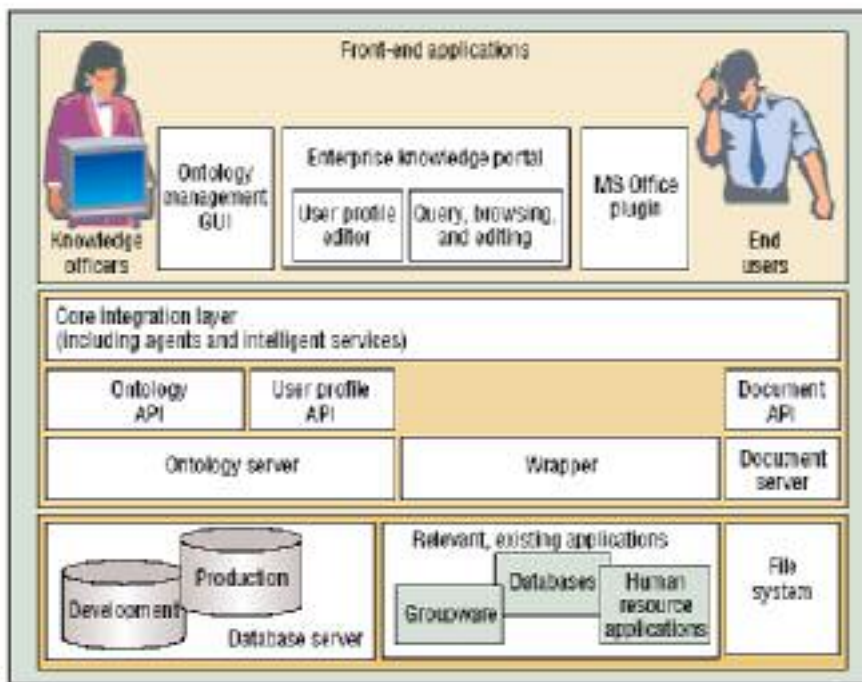 Front-end applications
Knowledge
officers
Ontology
management
GUI
Enterprise knowledge portal
User profile
editor
Query, browsing,
and editing
MS Office
plugin
End
users
Core integration layer
(including agents and intelligent services)
Ontology
API
User profile
API
Document
API
Ontology server
Wrapper
Document
server
Development
Production
Database server
Relevant, existing applications
Groupware
Databases
Human
resource
applications
File
system